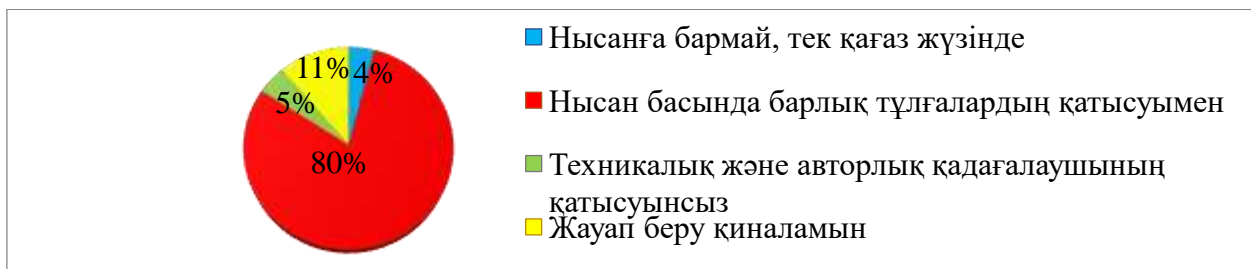 11%
4%
5%
80%
Нысанға бармай, тек қағаз жүзінде
Нысан басында барлық тұлғалардың қатысуымен
Техникалық және авторлық қадағалаушының
қатысуынсыз
Жауап беру қиналамын